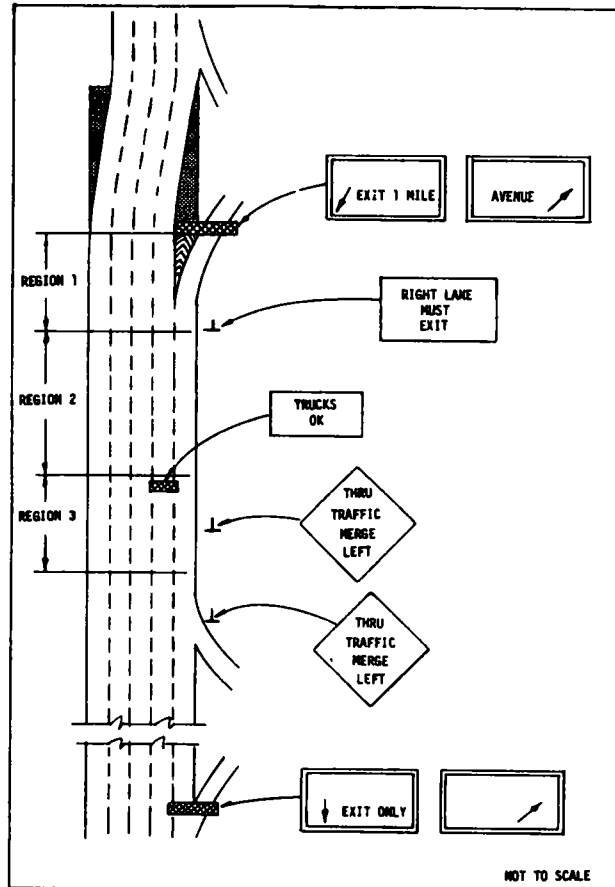 EXIT 1 MILE
AVENUE
REGION 1
RIGHT LANE
MUST
EXIT
REGION 2
TRUCKS
OK
REGION 3
THRU
TRAFFIC
MERGE
LEFT
THRU
TRAFFIC
MERGE
LEFT
EXIT ONLY
NOT TO SCALE